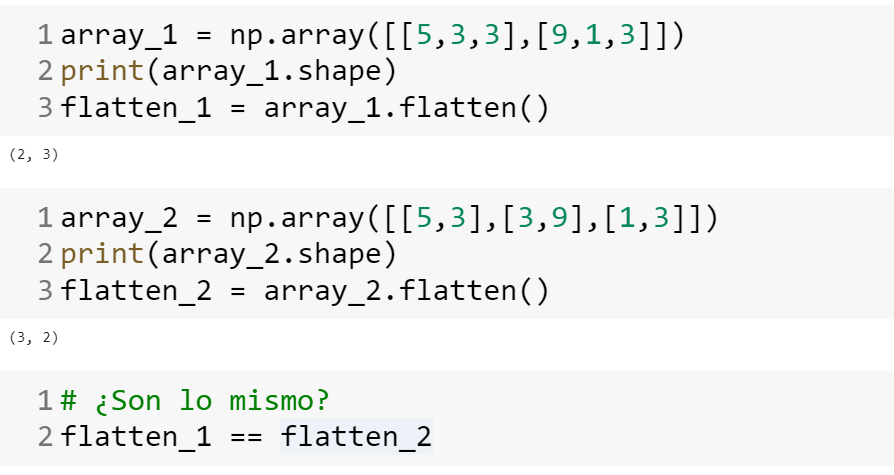 1 array_1 = np.array([[5,3,3],[9,1,3]])
2 print(array_1.shape)
3 flatten_1 = array_1.flatten()
(2, 3)
1 array_2 = np.array([[5,3],[3,9],[1,3]])
2 print(array_2.shape)
3 flatten_2 = array_2.flatten()
(3, 2)
1 # ¿Son lo mismo?
2 flatten_1 == flatten_2